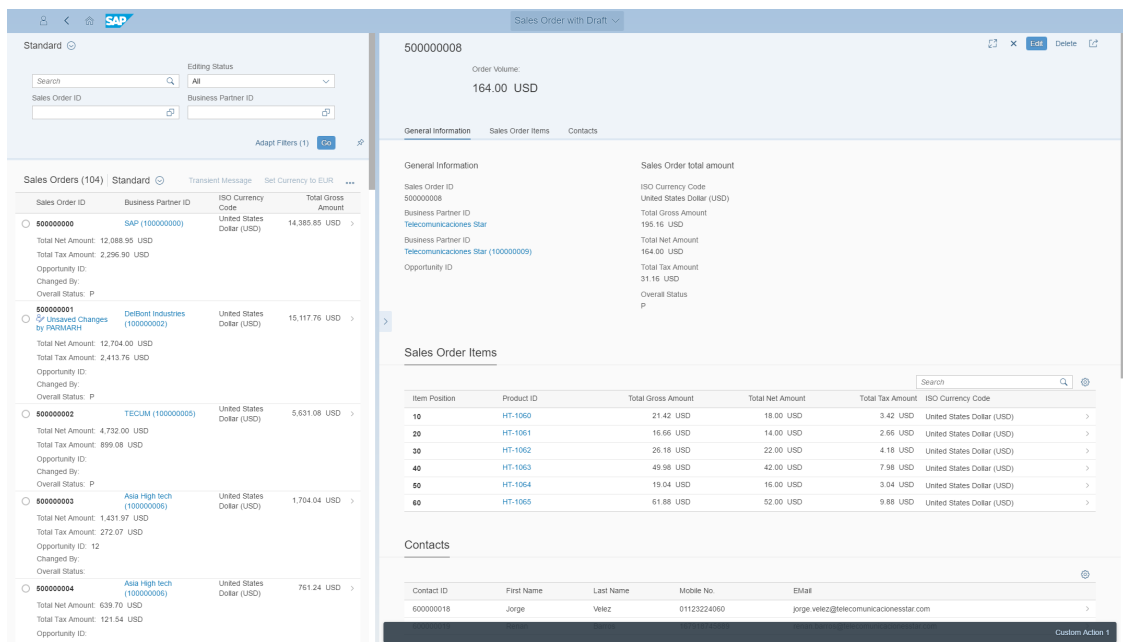 SAP
Sales Order with Draft
Standard
Editing Status
Search
All
Sales Order ID
Business Partner ID
Adapt Filters (1)
Go
Sales Orders (104)
Standard
Transient Message
Set Currency to EUR
...
Sales Order ID
Business Partner ID
ISO Currency Code
Total Gross Amount
500000000
SAP (100000000)
United States Dollar (USD)
14,385.85 USD
Total Net Amount: 12,088.95 USD
Total Tax Amount: 2,296.90 USD
Opportunity ID:
Changed By:
Overall Status: P
500000001
Unsaved Changes by PARMARH
DelBont Industries (100000002)
United States Dollar (USD)
15,117.76 USD
Total Net Amount: 12,704.00 USD
Total Tax Amount: 2,413.76 USD
Opportunity ID:
Changed By:
Overall Status: P
500000002
TECUM (100000005)
United States Dollar (USD)
5,631.08 USD
Total Net Amount: 4,732.00 USD
Total Tax Amount: 899.08 USD
Opportunity ID:
Changed By:
Overall Status: P
500000003
Asia High tech (100000006)
United States Dollar (USD)
1,704.04 USD
Total Net Amount: 1,431.97 USD
Total Tax Amount: 272.07 USD
Opportunity ID: 12
Changed By:
Overall Status:
500000004
Asia High tech (100000006)
United States Dollar (USD)
761.24 USD
Total Net Amount: 639.70 USD
Total Tax Amount: 121.54 USD
Opportunity ID:
500000008
Edit
Delete
Order Volume:
164.00 USD
General Information
Sales Order Items
Contacts
General Information
Sales Order ID
500000008
Business Partner ID
Telecomunicaciones Star
Business Partner ID
Telecomunicaciones Star (100000009)
Opportunity ID
Sales Order total amount
ISO Currency Code
United States Dollar (USD)
Total Gross Amount
195.16 USD
Total Net Amount
164.00 USD
Total Tax Amount
31.16 USD
Overall Status
P
Sales Order Items
Search
Item Position Product ID Total Gross Amount Total Net Amount Total Tax Amount ISO Currency Code
10 HT-1060 21.42 USD 18.00 USD 3.42 USD United States Dollar (USD)
20 HT-1061 16.66 USD 14.00 USD 2.66 USD United States Dollar (USD)
30 HT-1062 26.18 USD 22.00 USD 4.18 USD United States Dollar (USD)
40 HT-1063 49.98 USD 42.00 USD 7.98 USD United States Dollar (USD)
50 HT-1064 19.04 USD 16.00 USD 3.04 USD United States Dollar (USD)
60 HT-1065 61.88 USD 52.00 USD 9.88 USD United States Dollar (USD)
Contacts
Contact ID First Name Last Name Mobile No. EMail
600000018 Jorge Velez 01123224060 jorge.velez@telecomunicacionesstar.com
Custom Action 1